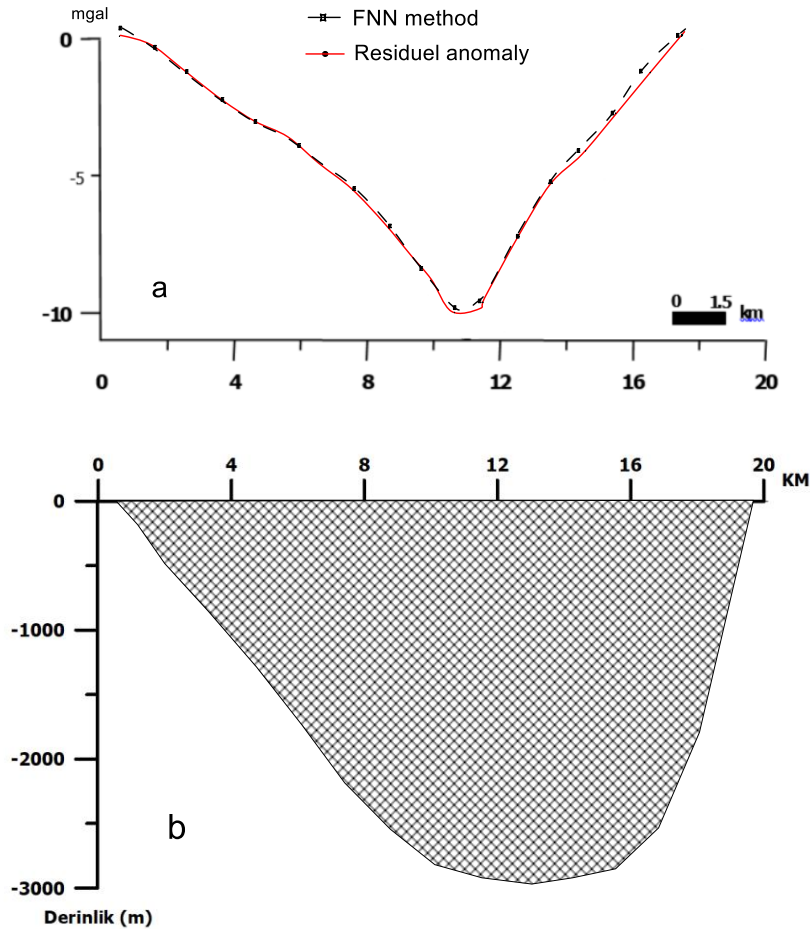 mgal
FNN method
Residuel anomaly
0
-5
-10
a
0 1.5
km
0 4 8 12 16 20
0 4 8 12 16 20
KM
0
-1000
-2000
-3000
b
Derinlik (m)